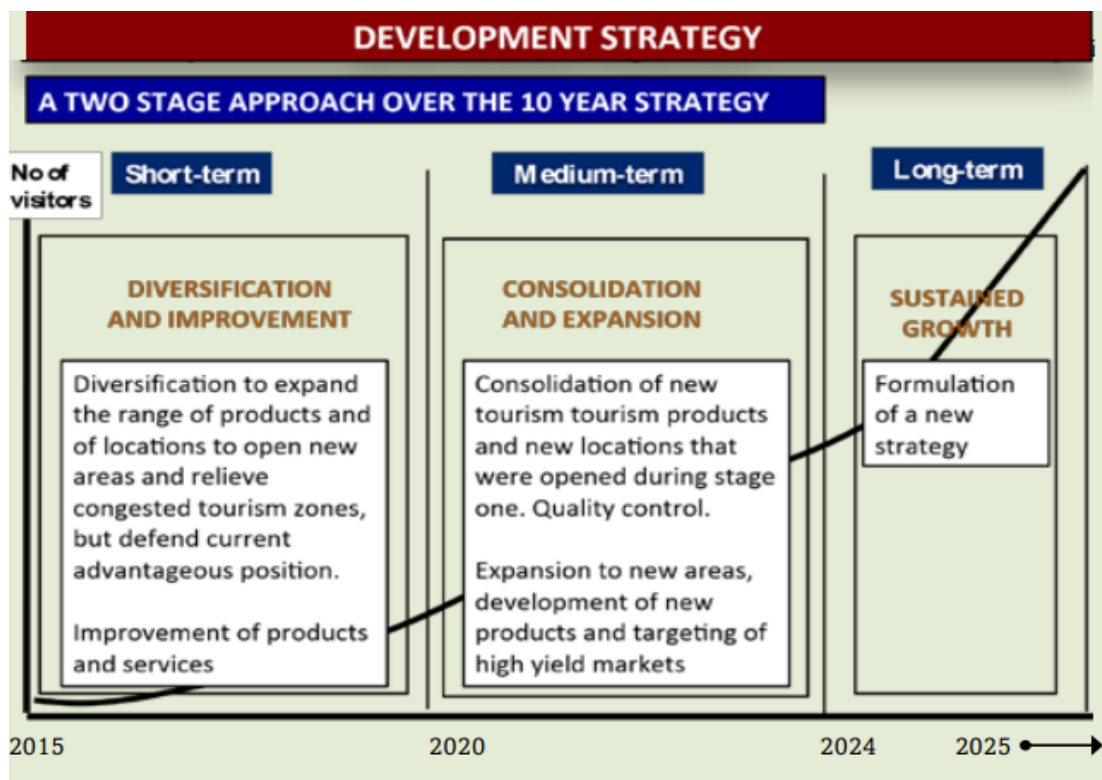 DEVELOPMENT STRATEGY
A TWO STAGE APPROACH OVER THE 10 YEAR STRATEGY
No of
visitors
Short-term
Medium-term
Long-term
DIVERSIFICATION
AND IMPROVEMENT
Diversification to expand
the range of products and
of locations to open new
areas and relieve
congested tourism zones,
but defend current
advantageous position.
Improvement of products
and services
CONSOLIDATION
AND EXPANSION
Consolidation of new
tourism tourism products
and new locations that
were opened during stage
one. Quality control.
Expansion to new areas,
development of new
products and targeting of
high yield markets
SUSTAINED
GROWTH
Formulation
of a new
strategy
2015
2020
2024
2025